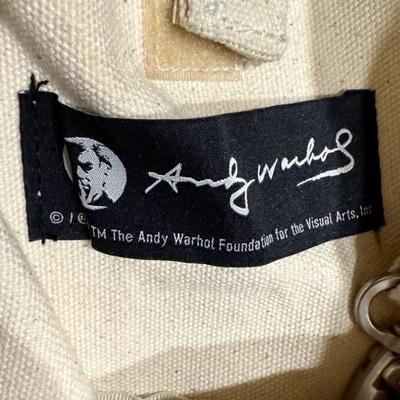 Andy Warhol
© / ® TM The Andy Warhol Foundation for the Visual Arts, Inc